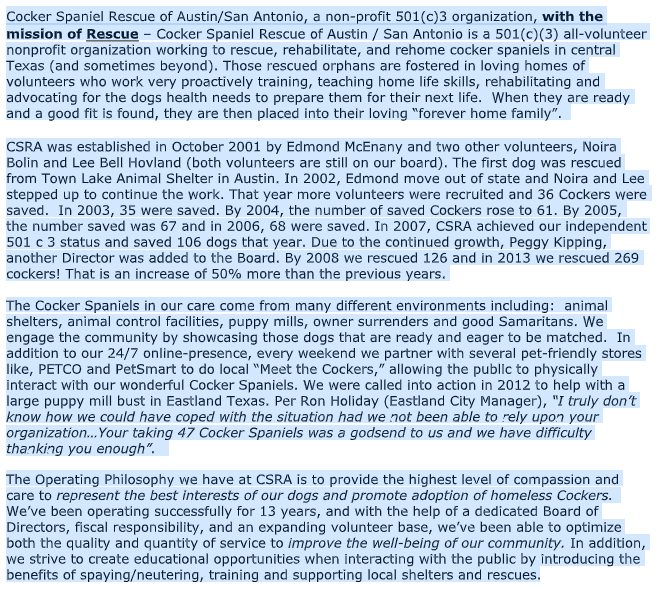 Cocker Spaniel Rescue of Austin/San Antonio, a non-profit 501(c)3 organization, with the
mission of Rescue – Cocker Spaniel Rescue of Austin / San Antonio is a 501(c)(3) all-volunteer
nonprofit organization working to rescue, rehabilitate, and rehome cocker spaniels in central
Texas (and sometimes beyond). Those rescued orphans are fostered in loving homes of
volunteers who work very proactively training, teaching home life skills, rehabilitating and
advocating for the dogs health needs to prepare them for their next life.  When they are ready
and a good fit is found, they are then placed into their loving “forever home family”.
CSRA was established in October 2001 by Edmond McEnany and two other volunteers, Noira
Bolin and Lee Bell Hovland (both volunteers are still on our board). The first dog was rescued
from Town Lake Animal Shelter in Austin. In 2002, Edmond move out of state and Noira and Lee
stepped up to continue the work. That year more volunteers were recruited and 36 Cockers were
saved.  In 2003, 35 were saved. By 2004, the number of saved Cockers rose to 61. By 2005,
the number saved was 67 and in 2006, 68 were saved. In 2007, CSRA achieved our independent
501 c 3 status and saved 106 dogs that year. Due to the continued growth, Peggy Kipping,
another Director was added to the Board. By 2008 we rescued 126 and in 2013 we rescued 269
cockers! That is an increase of 50% more than the previous years.
The Cocker Spaniels in our care come from many different environments including:  animal
shelters, animal control facilities, puppy mills, owner surrenders and good Samaritans. We
engage the community by showcasing those dogs that are ready and eager to be matched.  In
addition to our 24/7 online-presence, every weekend we partner with several pet-friendly stores
like, PETCO and PetSmart to do local “Meet the Cockers,” allowing the public to physically
interact with our wonderful Cocker Spaniels. We were called into action in 2012 to help with a
large puppy mill bust in Eastland Texas. Per Ron Holiday (Eastland City Manager), “I truly don’t
know how we could have coped with the situation had we not been able to rely upon your
organization…Your taking 47 Cocker Spaniels was a godsend to us and we have difficulty
thanking you enough”.
The Operating Philosophy we have at CSRA is to provide the highest level of compassion and
care to represent the best interests of our dogs and promote adoption of homeless Cockers.
We’ve been operating successfully for 13 years, and with the help of a dedicated Board of
Directors, fiscal responsibility, and an expanding volunteer base, we’ve been able to optimize
both the quality and quantity of service to improve the well-being of our community. In addition,
we strive to create educational opportunities when interacting with the public by introducing the
benefits of spaying/neutering, training and supporting local shelters and rescues.